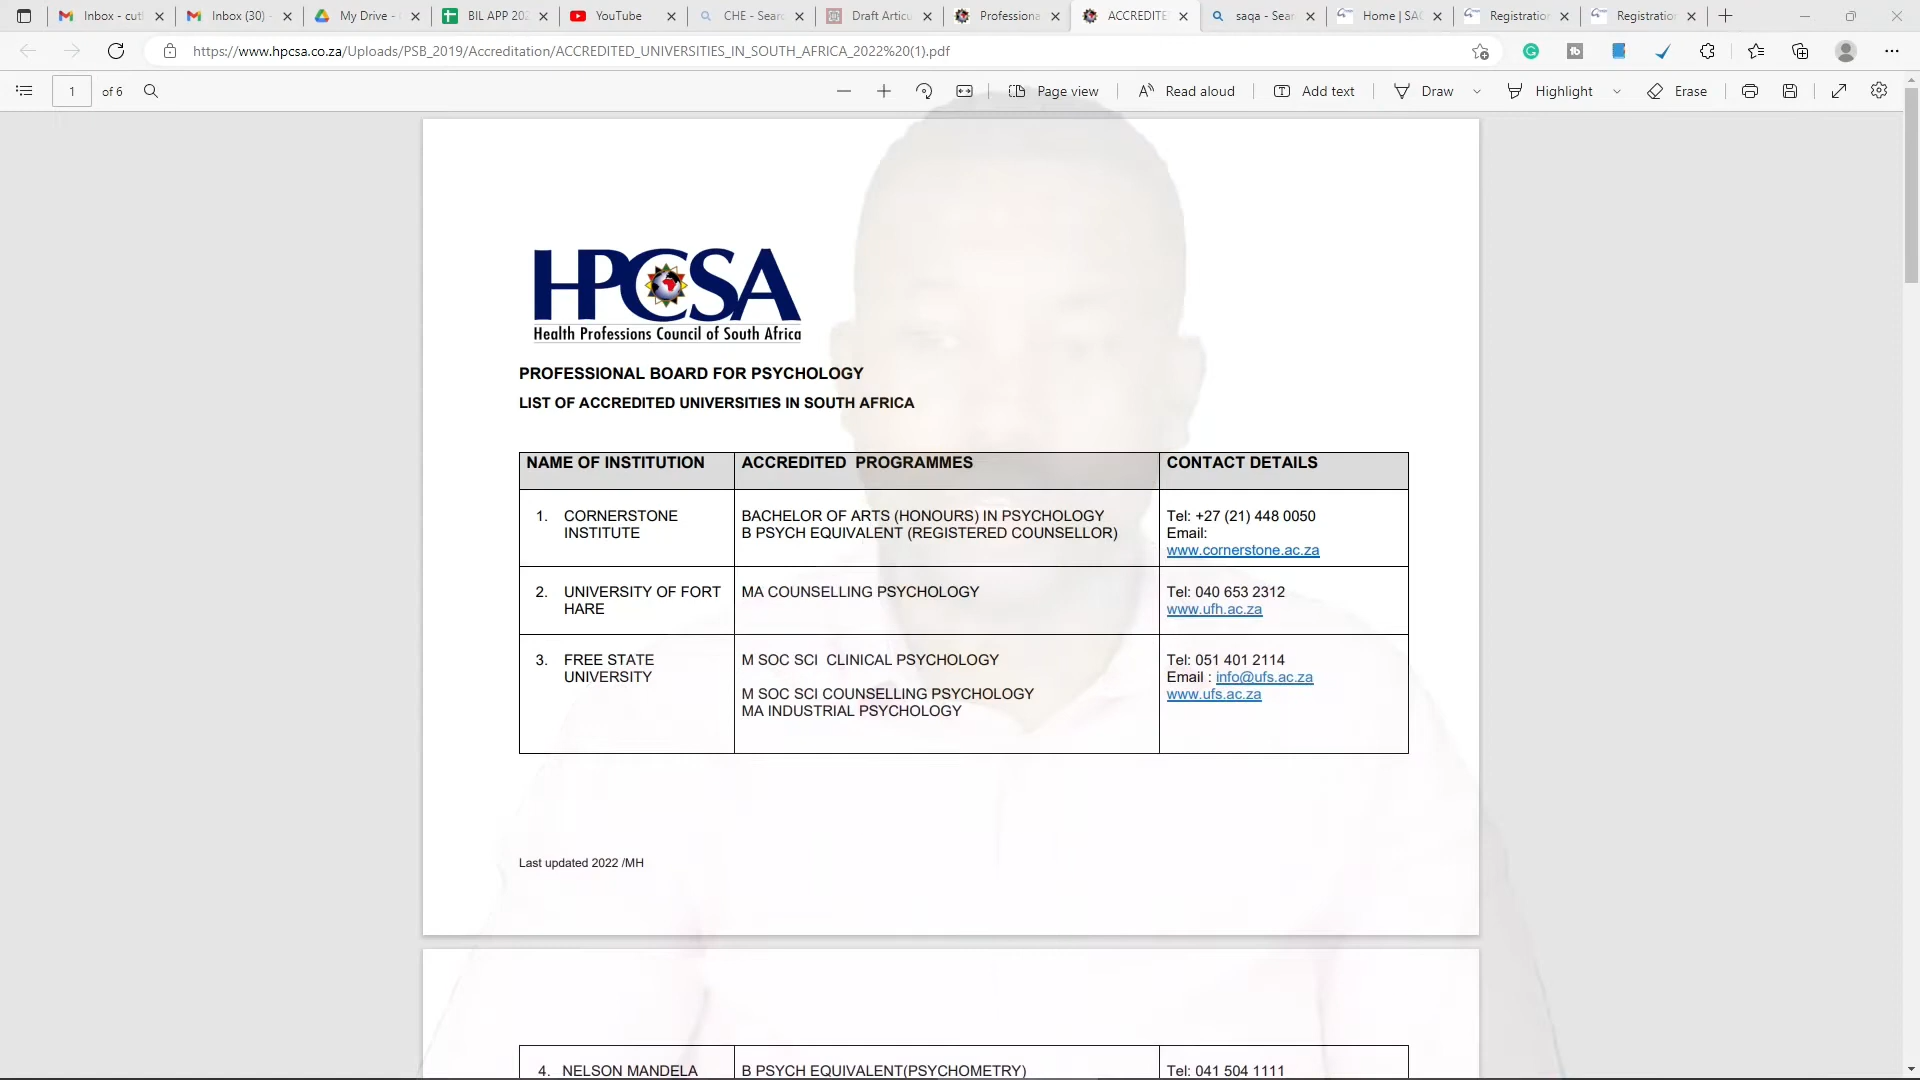 Inbox - cut
Inbox (30) -
My Drive -
BIL APP 202
YouTube
CHE - Sear
Draft Articu
Professiona
ACCREDITE
saqa - Sear
Home | SAC
Registration
Registration
https://www.hpcsa.co.za/Uploads/PSB_2019/Accreditation/ACCREDITED_UNIVERSITIES_IN_SOUTH_AFRICA_2022%20(1).pdf
1 of 6
Page view
Read aloud
Add text
Draw
Highlight
Erase
HPCSA
Health Professions Council of South Africa
PROFESSIONAL BOARD FOR PSYCHOLOGY
LIST OF ACCREDITED UNIVERSITIES IN SOUTH AFRICA
NAME OF INSTITUTION
ACCREDITED PROGRAMMES
CONTACT DETAILS
1. CORNERSTONE
INSTITUTE
BACHELOR OF ARTS (HONOURS) IN PSYCHOLOGY
B PSYCH EQUIVALENT (REGISTERED COUNSELLOR)
Tel: +27 (21) 448 0050
Email:
www.cornerstone.ac.za
2. UNIVERSITY OF FORT
HARE
MA COUNSELLING PSYCHOLOGY
Tel: 040 653 2312
www.ufh.ac.za
3. FREE STATE
UNIVERSITY
M SOC SCI CLINICAL PSYCHOLOGY
M SOC SCI COUNSELLING PSYCHOLOGY
MA INDUSTRIAL PSYCHOLOGY
Tel: 051 401 2114
Email : info@ufs.ac.za
www.ufs.ac.za
Last updated 2022 /MH
4. NELSON MANDELA
B PSYCH EQUIVALENT(PSYCHOMETRY)
Tel: 041 504 1111